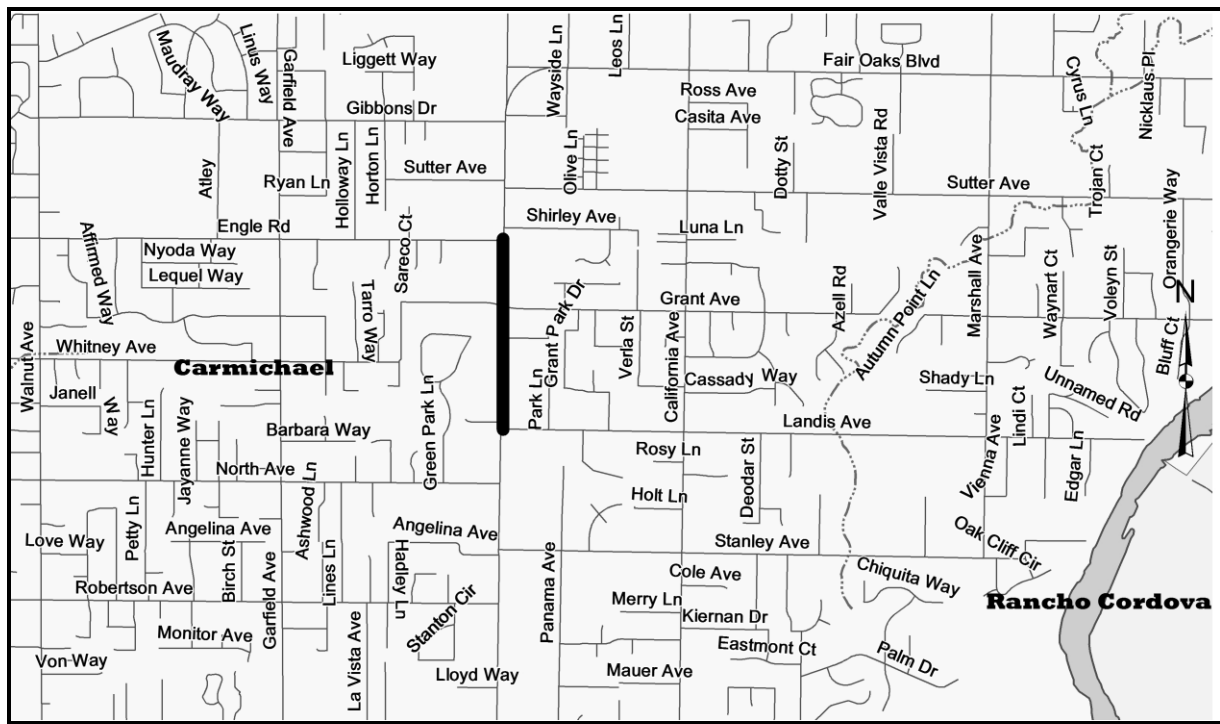 Maudray Way
Linus Way
Garfield Ave
Liggett Way
Wayside Ln
Leos Ln
Fair Oaks Blvd
Cyrus Ln
Nicklaus Pl
Gibbons Dr
Ross Ave
Casita Ave
Atley
Ryan Ln
Holloway Ln
Horton Ln
Sutter Ave
Olive Ln
Dotty St
Valle Vista Rd
Sutter Ave
Trojan Ct
Orangerie Way
Engle Rd
Shirley Ave
Luna Ln
Affirmed Way
Nyoda Way
Lequel Way
Sareco Ct
Tarro Way
Grant Park Dr
Grant Ave
Azell Rd
Autumn Point Ln
Marshall Ave
Waynart Ct
Voleyn St
N
Bluff Ct
Walnut Ave
Whitney Ave
Carmichael
Verla St
California Ave
Cassady Way
Shady Ln
Unnamed Rd
Janell
Way
Hunter Ln
Jayanne Way
Barbara Way
Green Park Ln
Park Ln
Landis Ave
Lindi Ct
North Ave
Ashwood Ln
Rosy Ln
Deodar St
Vienna Ave
Edgar Ln
Holt Ln
Love Way
Petty Ln
Angelina Ave
Angelina Ave
Stanley Ave
Oak Cliff Cir
Birch St
Garfield Ave
Lines Ln
Hadley Ln
Panama Ave
Cole Ave
Chiquita Way
Robertson Ave
Stanton Cir
Merry Ln
Kiernan Dr
Rancho Cordova
Monitor Ave
La Vista Ave
Eastmont Ct
Palm Dr
Von Way
Lloyd Way
Mauer Ave